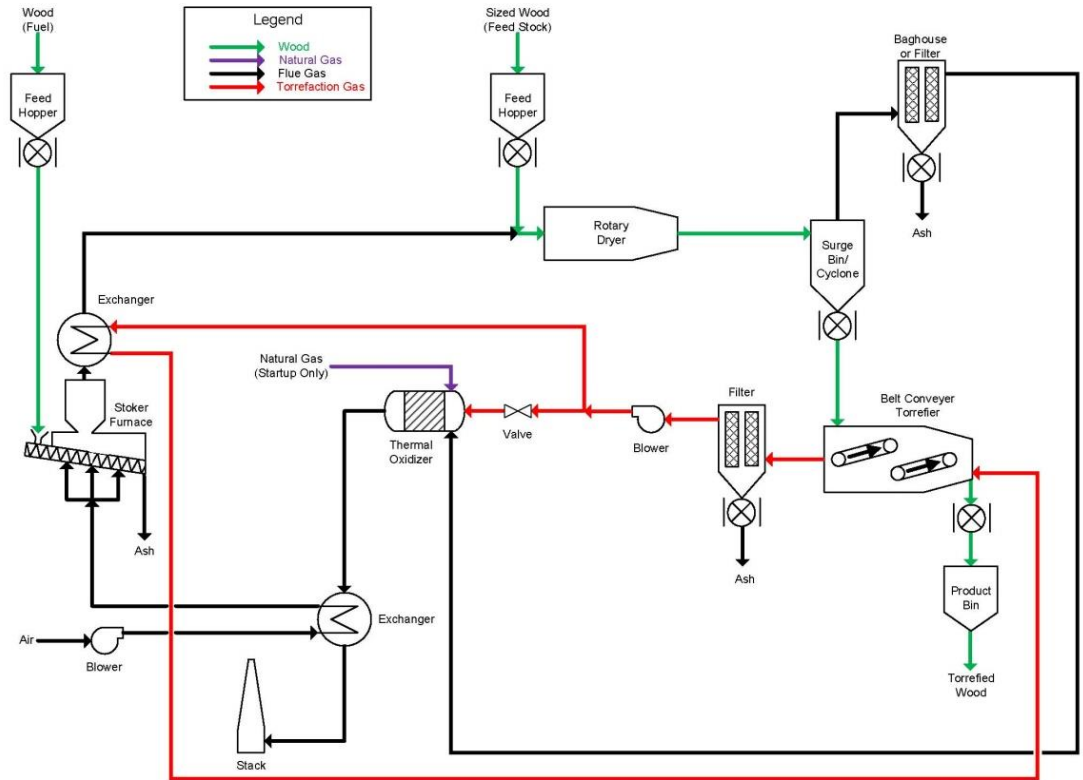 Wood
(Fuel)
Legend
Wood
Natural Gas
Flue Gas
Torrefaction Gas
Sized Wood
(Feed Stock)
Baghouse
or Filter
Feed
Hopper
Feed
Hopper
Ash
Rotary
Dryer
Surge
Bin/
Cyclone
Exchanger
Natural Gas
(Startup Only)
Stoker
Furnace
Thermal
Oxidizer
Valve
Blower
Filter
Belt Conveyer
Torrefier
Ash
Ash
Product
Bin
Exchanger
Air
Blower
Torrefied
Wood
Stack